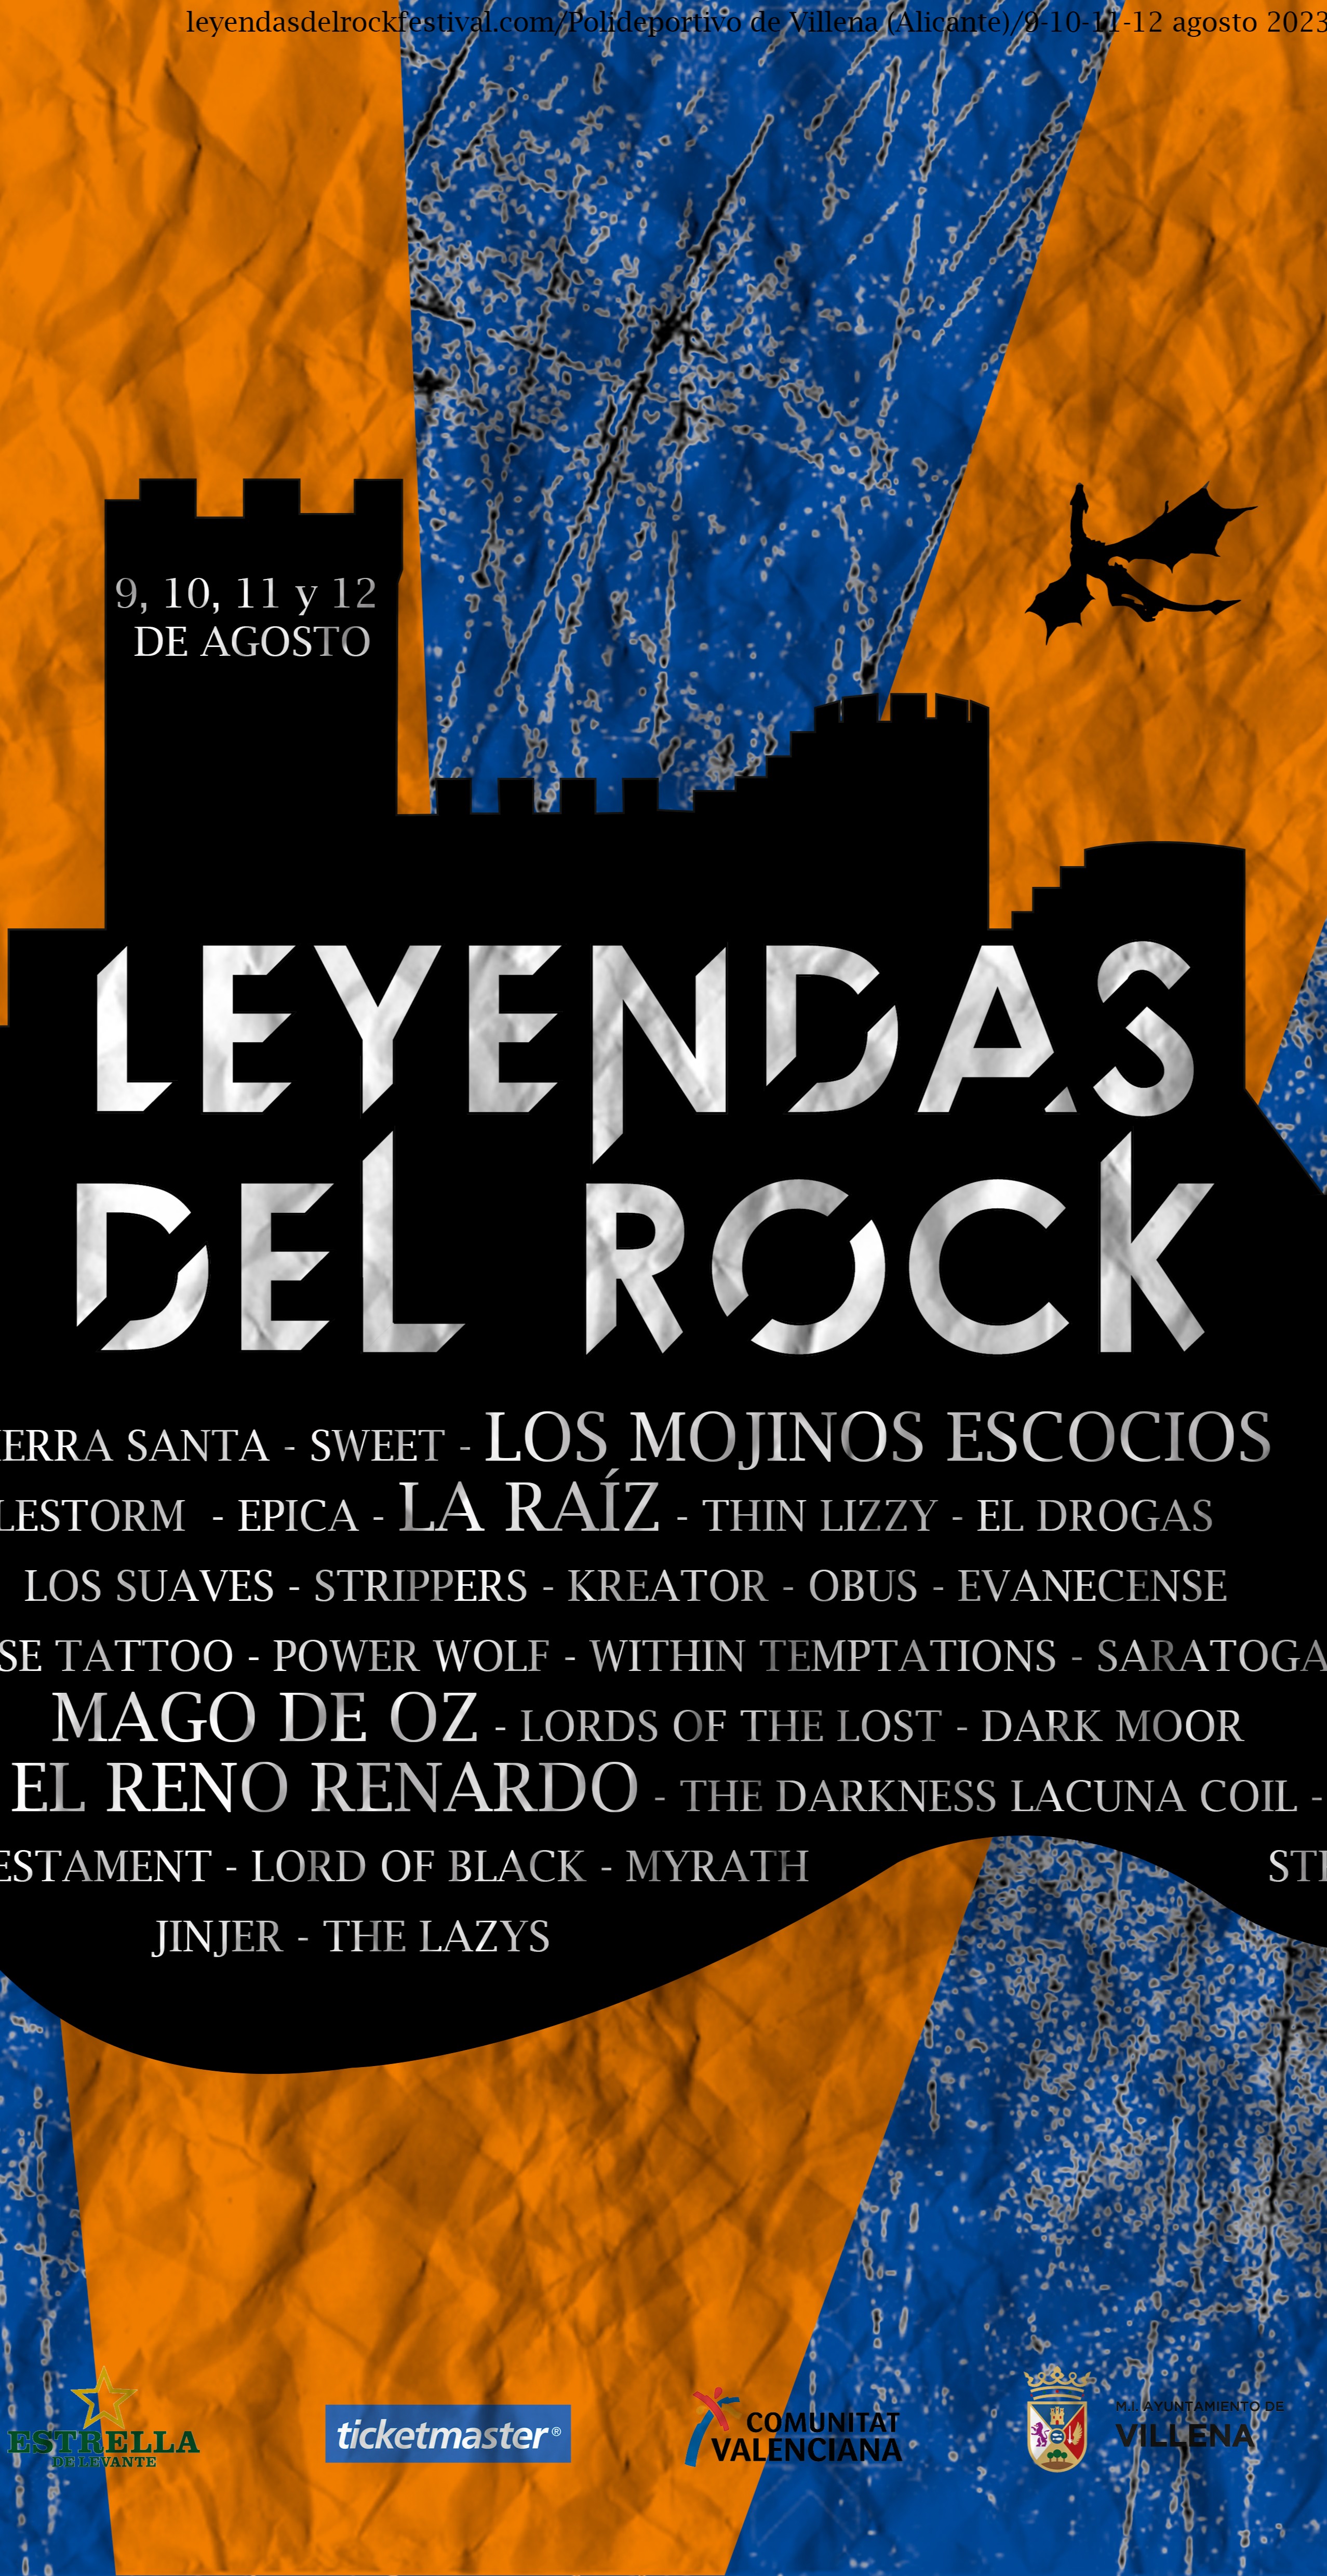 leyendasdelrockfestival.com/Polideportivo de Villena (Alicante)/9-10-11-12 agosto 2023
9, 10, 11 y 12
DE AGOSTO
LEYENDAS
DEL ROCK
IERRA SANTA - SWEET - LOS MOJINOS ESCOCIOS
LESTORM - EPICA - LA RAÍZ - THIN LIZZY - EL DROGAS
LOS SUAVES - STRIPPERS - KREATOR - OBUS - EVANECENSE
SE TATTOO - POWER WOLF - WITHIN TEMPTATIONS - SARATOGA
MAGO DE OZ - LORDS OF THE LOST - DARK MOOR
EL RENO RENARDO - THE DARKNESS LACUNA COIL -
ESTAMENT - LORD OF BLACK - MYRATH
JINJER - THE LAZYS
ESTRELLA
DE LEVANTE
ticketmaster®
COMUNITAT
VALENCIANA
M.I. AYUNTAMIENTO DE
VILLENA